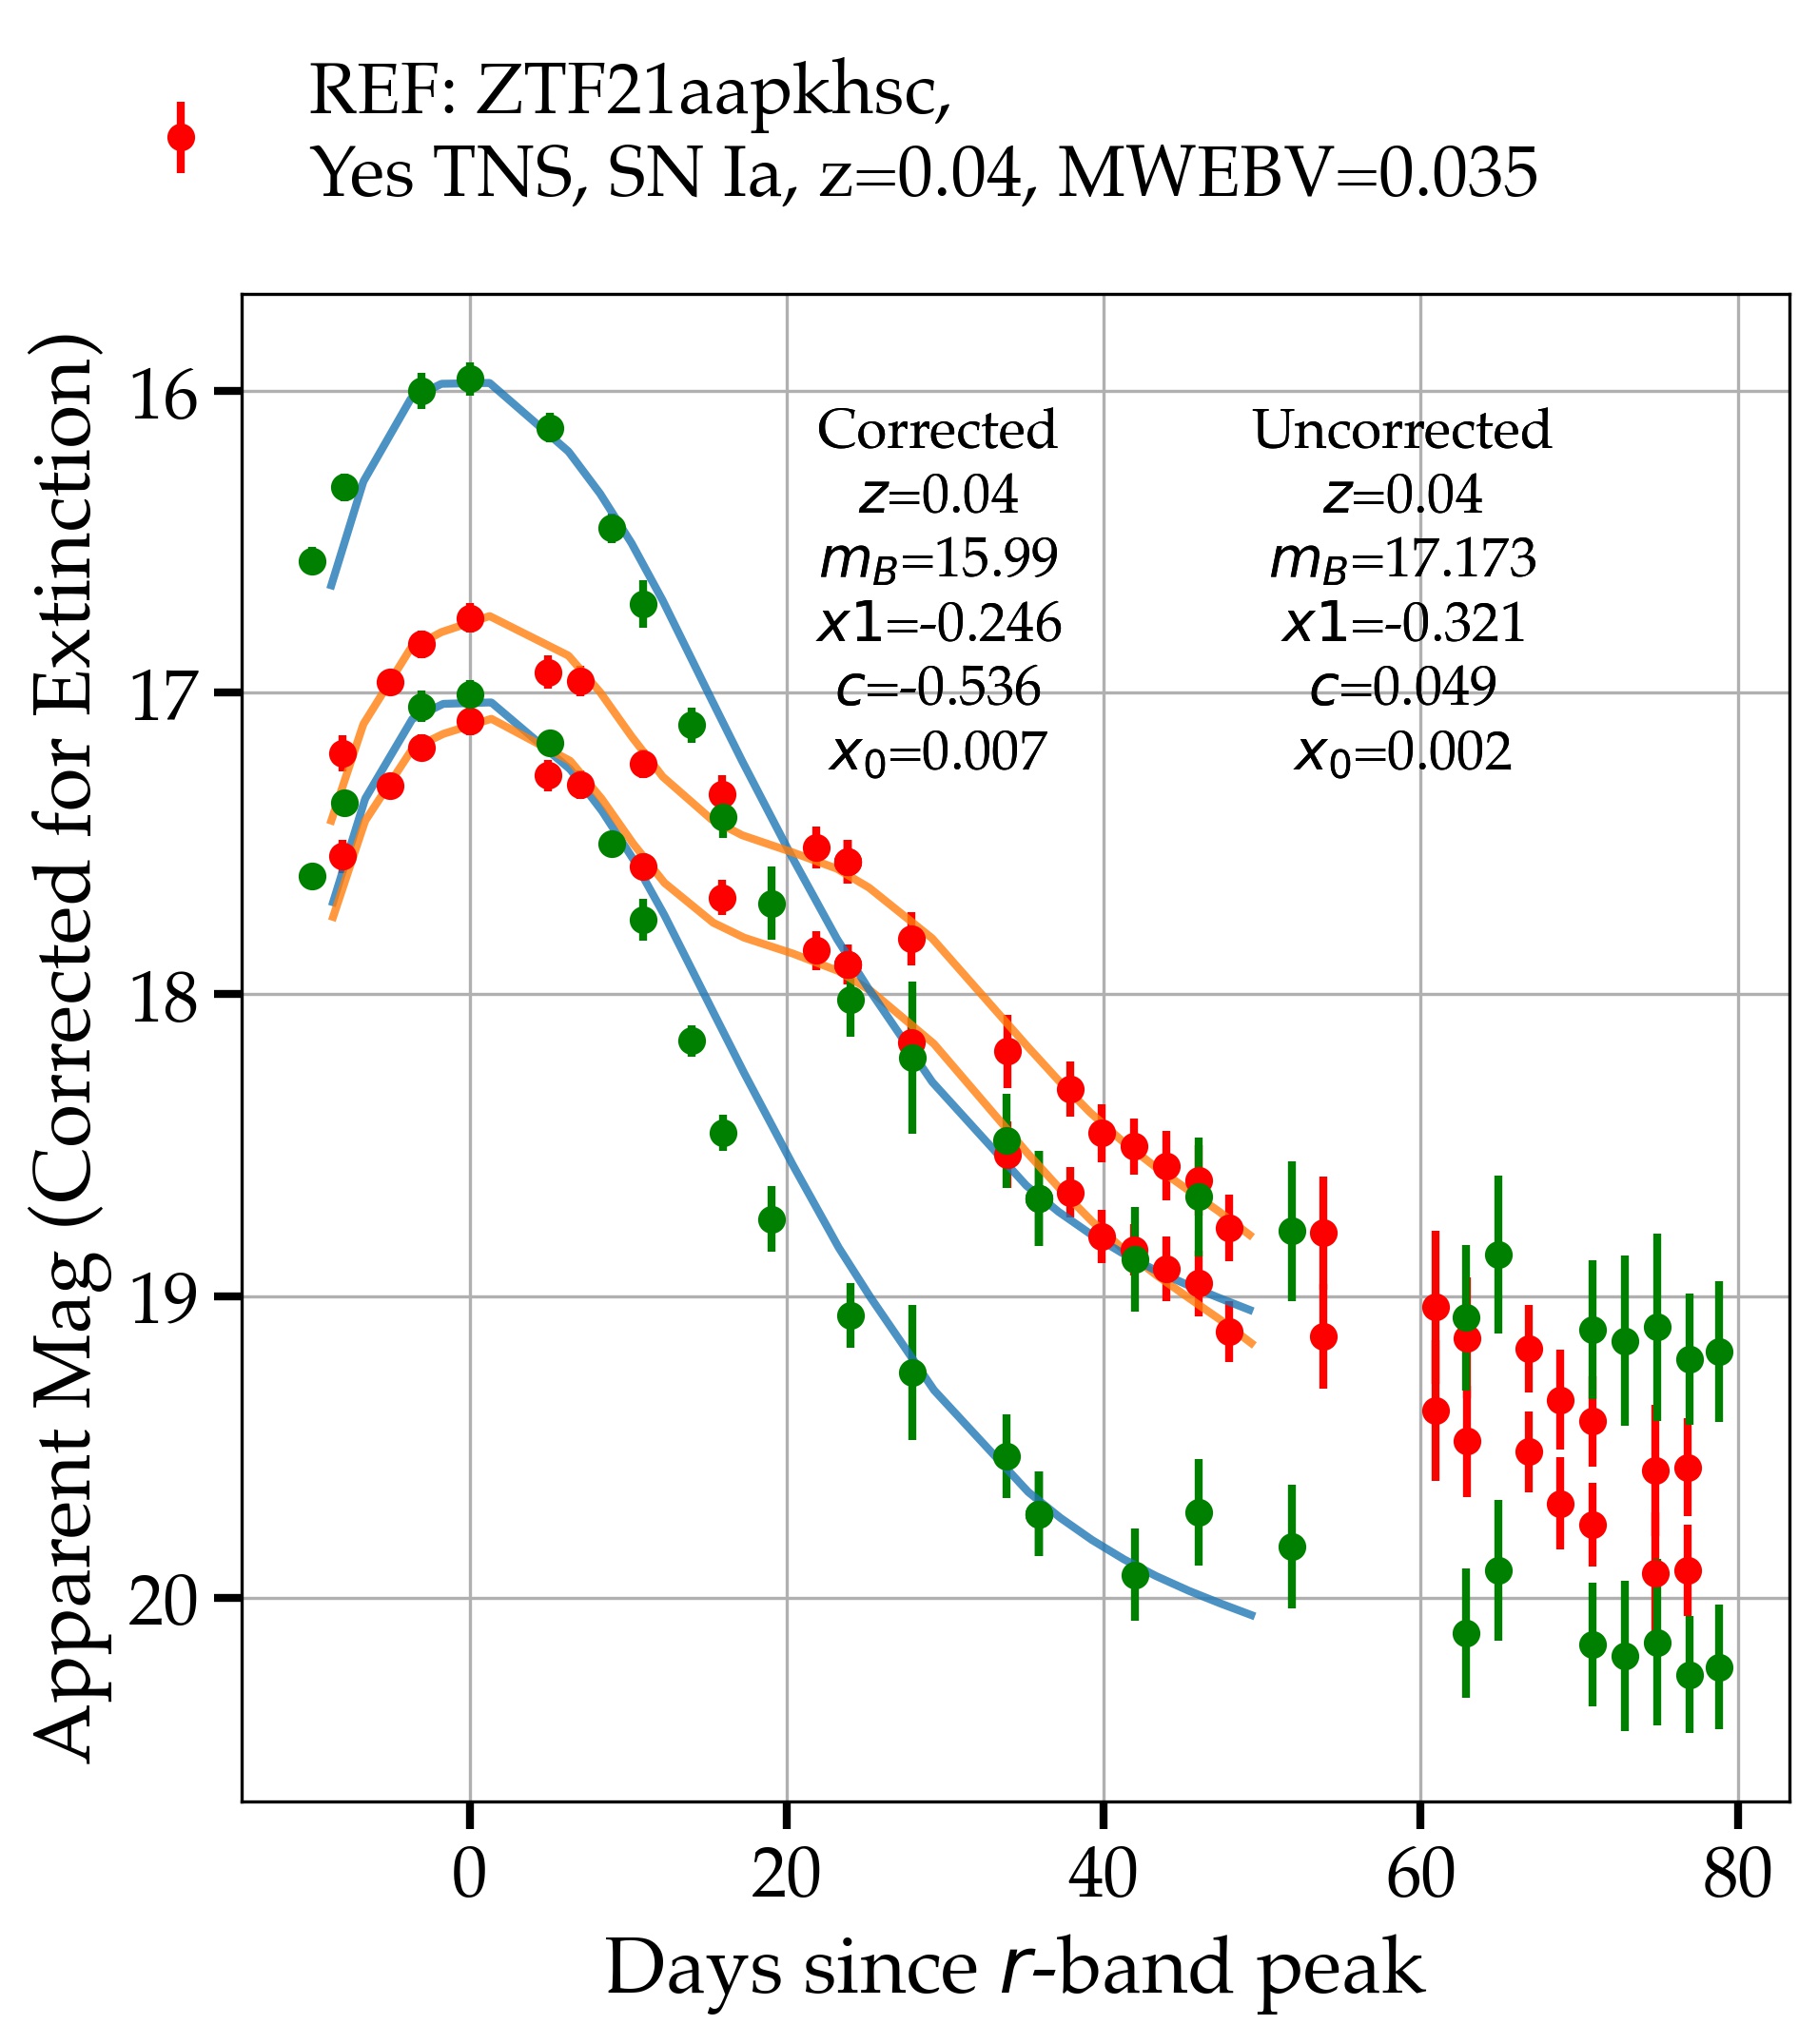 REF: ZTF21aapkhsc,
Yes TNS, SN Ia, z=0.04, MWEBV=0.035
Apparent Mag (Corrected for Extinction)
16
17
18
19
20
Corrected
z=0.04
m_B=15.99
x1=-0.246
c=-0.536
x_0=0.007
Uncorrected
z=0.04
m_B=17.173
x1=-0.321
c=0.049
x_0=0.002
0 20 40 60 80
Days since r-band peak